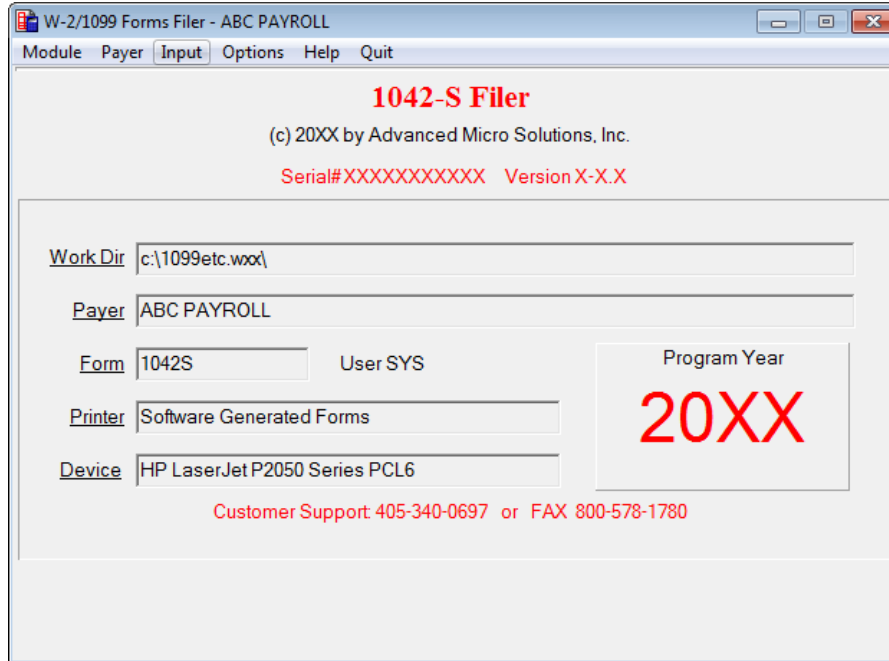 W-2/1099 Forms Filer - ABC PAYROLL
Module Payer Input Options Help Quit
1042-S Filer
(c) 20XX by Advanced Micro Solutions, Inc.
Serial#XXXXXXXXXXX Version X-X.X
Work Dir c:\1099etc.wxx\
Payer ABC PAYROLL
Form 1042S User SYS Program Year
20XX
Printer Software Generated Forms
Device HP LaserJet P2050 Series PCL6
Customer Support: 405-340-0697 or FAX 800-578-1780